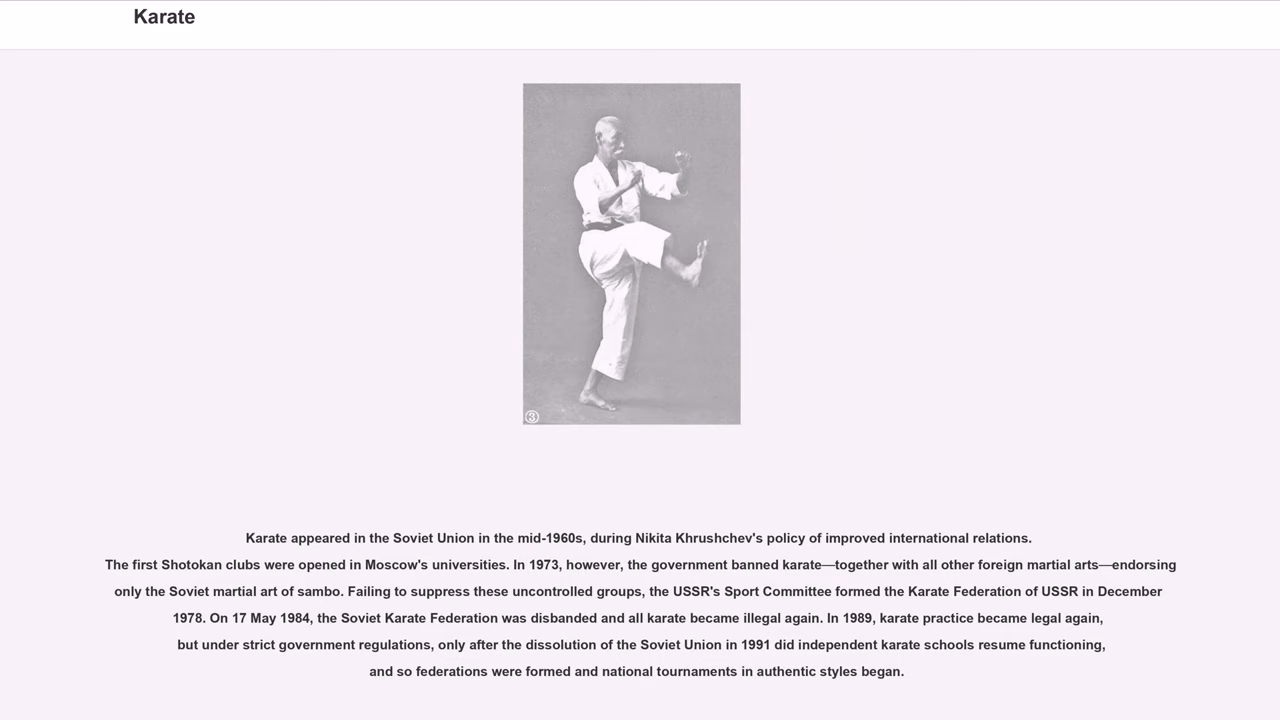 Karate
③
Karate appeared in the Soviet Union in the mid-1960s, during Nikita Khrushchev's policy of improved international relations.
The first Shotokan clubs were opened in Moscow's universities. In 1973, however, the government banned karate—together with all other foreign martial arts—endorsing
only the Soviet martial art of sambo. Failing to suppress these uncontrolled groups, the USSR's Sport Committee formed the Karate Federation of USSR in December
1978. On 17 May 1984, the Soviet Karate Federation was disbanded and all karate became illegal again. In 1989, karate practice became legal again,
but under strict government regulations, only after the dissolution of the Soviet Union in 1991 did independent karate schools resume functioning,
and so federations were formed and national tournaments in authentic styles began.